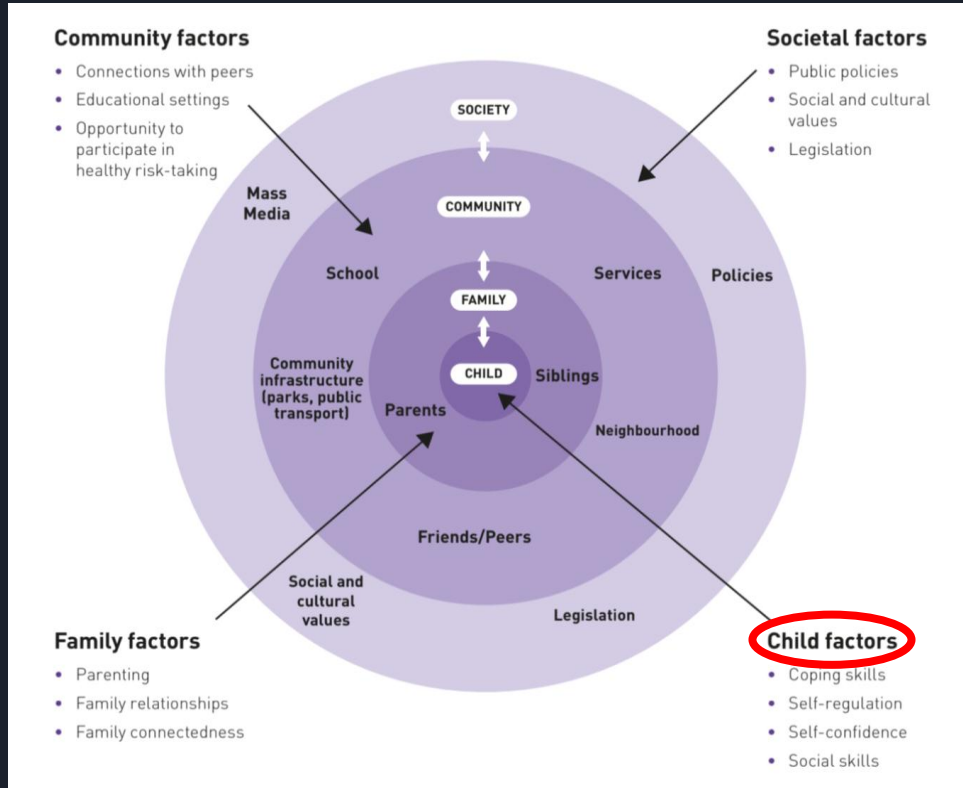 Community factors
• Connections with peers
• Educational settings
• Opportunity to
participate in
healthy risk-taking
Societal factors
• Public policies
• Social and cultural
values
• Legislation
SOCIETY
Mass
Media
COMMUNITY
School
Services
Policies
FAMILY
Community
infrastructure
(parks, public
transport)
CHILD
Siblings
Parents
Neighbourhood
Friends/Peers
Social and
cultural
values
Legislation
Family factors
• Parenting
• Family relationships
• Family connectedness
Child factors
• Coping skills
• Self-regulation
• Self-confidence
• Social skills